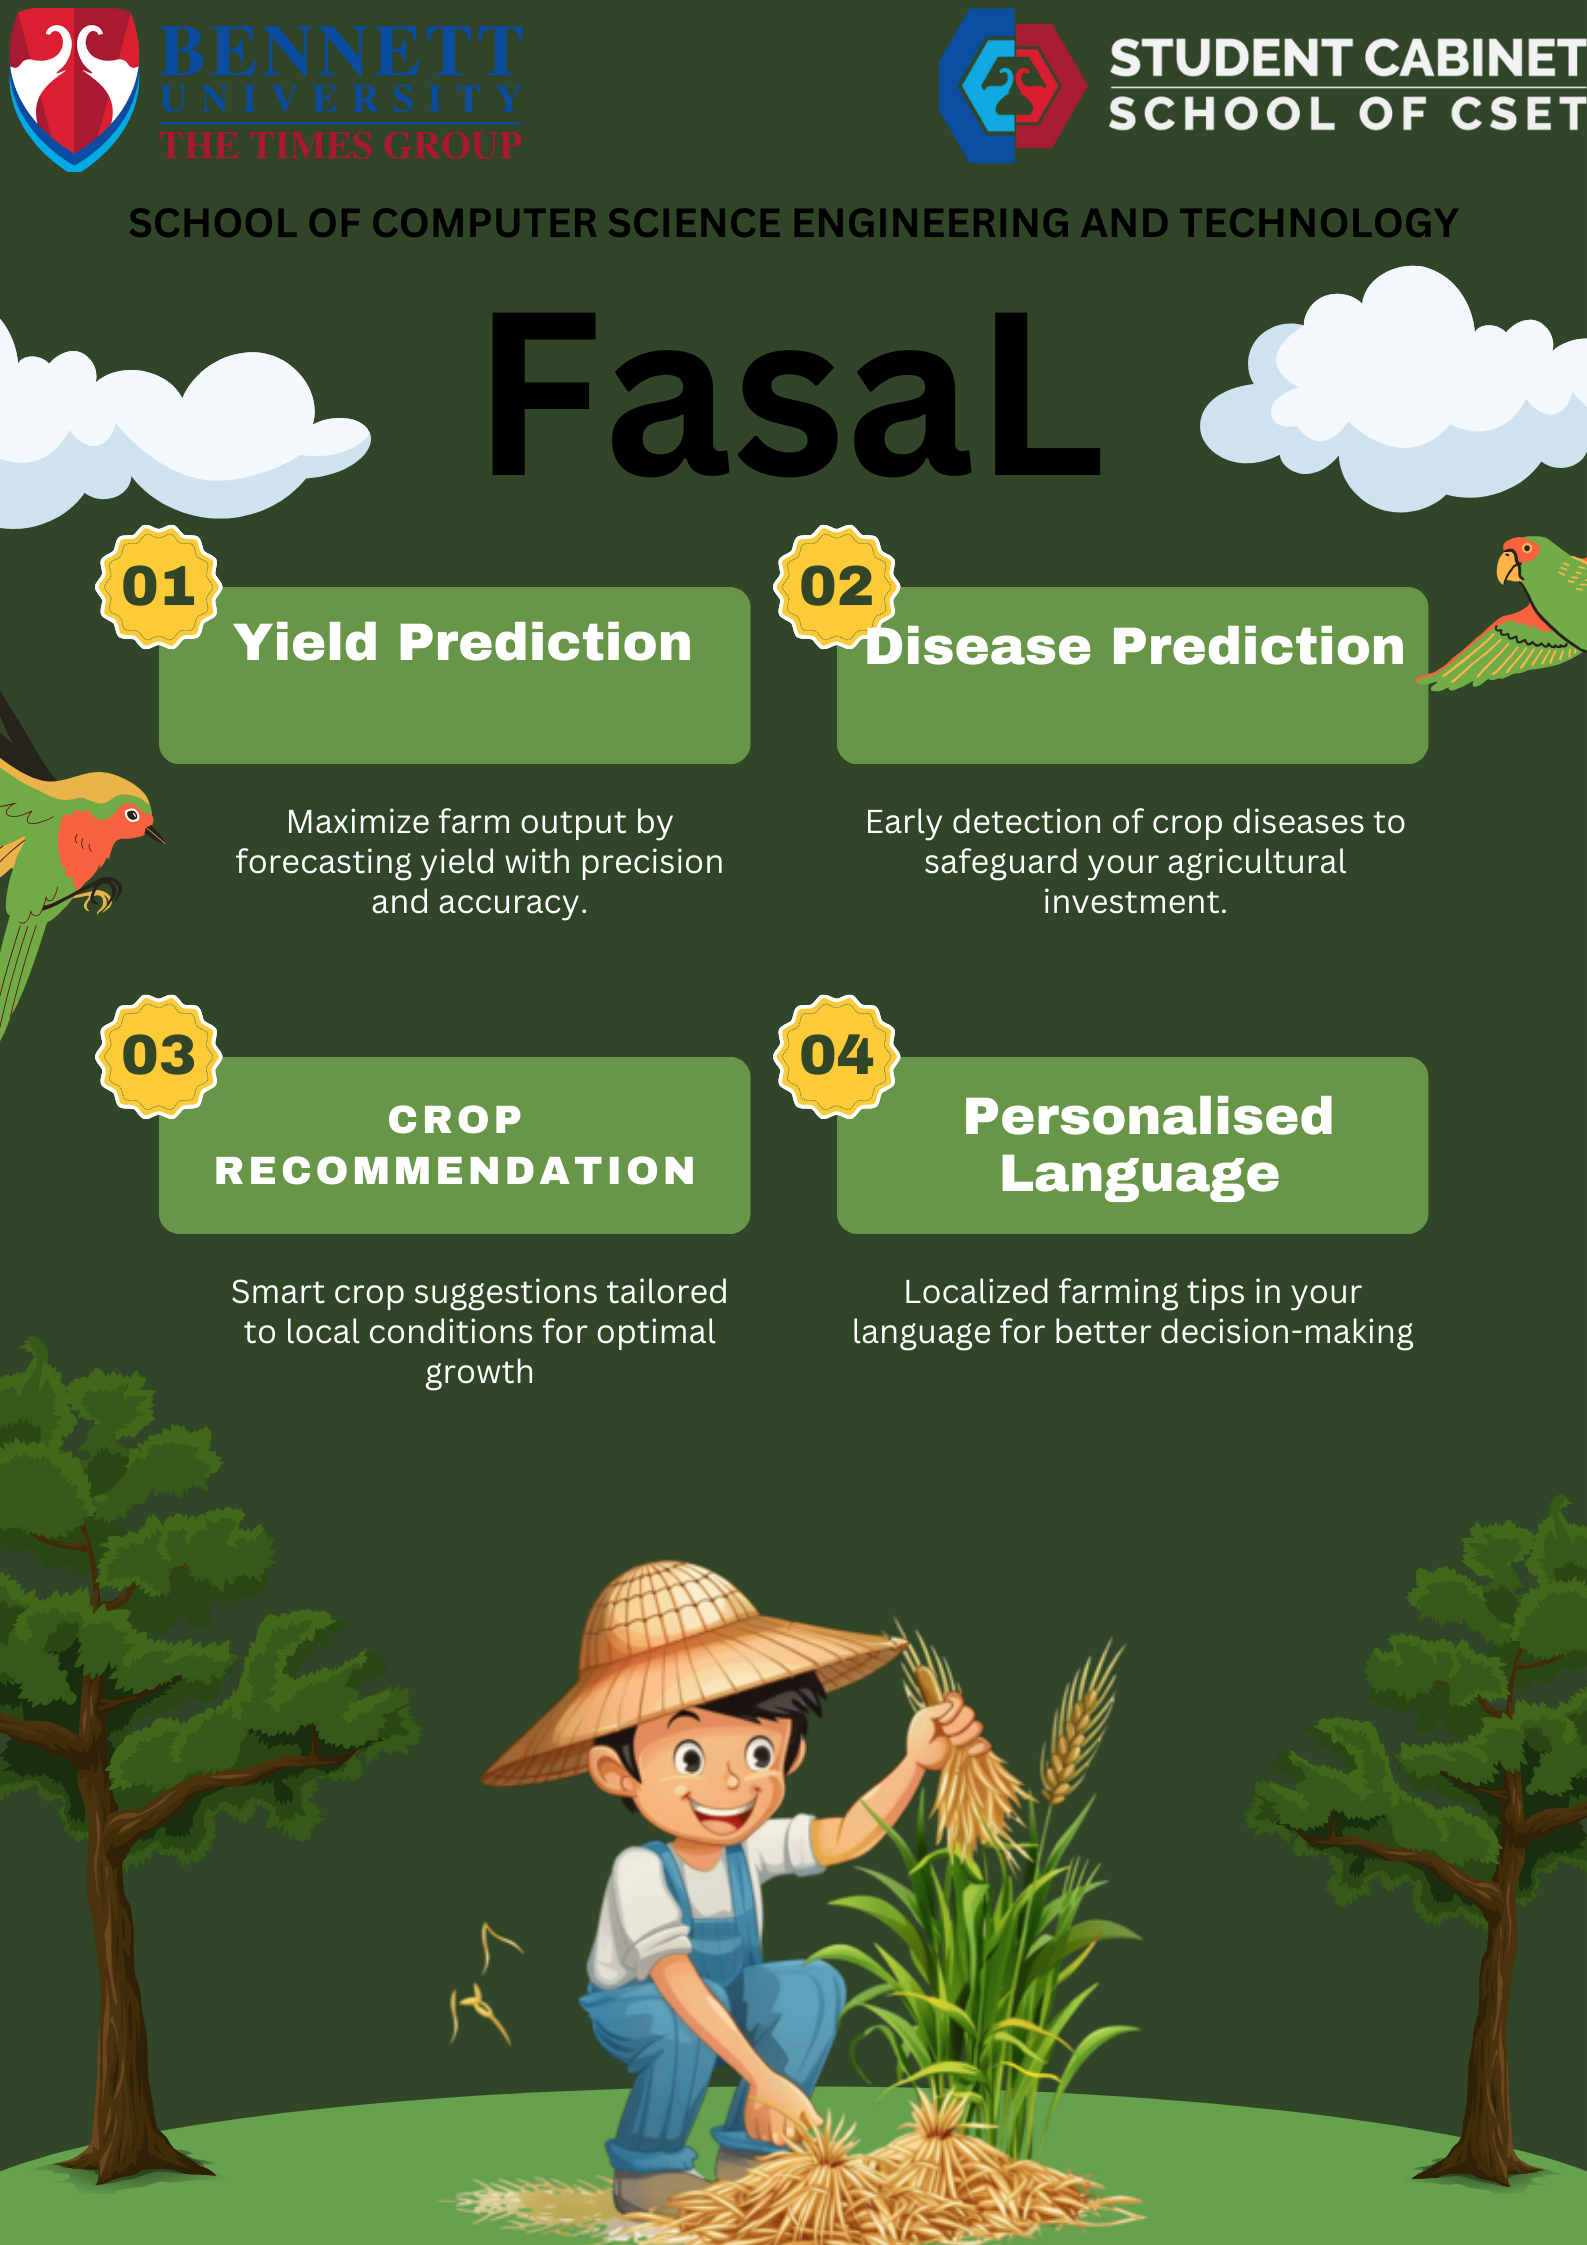 BENNETT
UNIVERSITY
THE TIMES GROUP
STUDENT CABINET
SCHOOL OF CSET
SCHOOL OF COMPUTER SCIENCE ENGINEERING AND TECHNOLOGY
FasaL
01
Yield Prediction
Maximize farm output by
forecasting yield with precision
and accuracy.
02
Disease Prediction
Early detection of crop diseases to
safeguard your agricultural
investment.
03
CROP
RECOMMENDATION
Smart crop suggestions tailored
to local conditions for optimal
growth
04
Personalised
Language
Localized farming tips in your
language for better decision-making